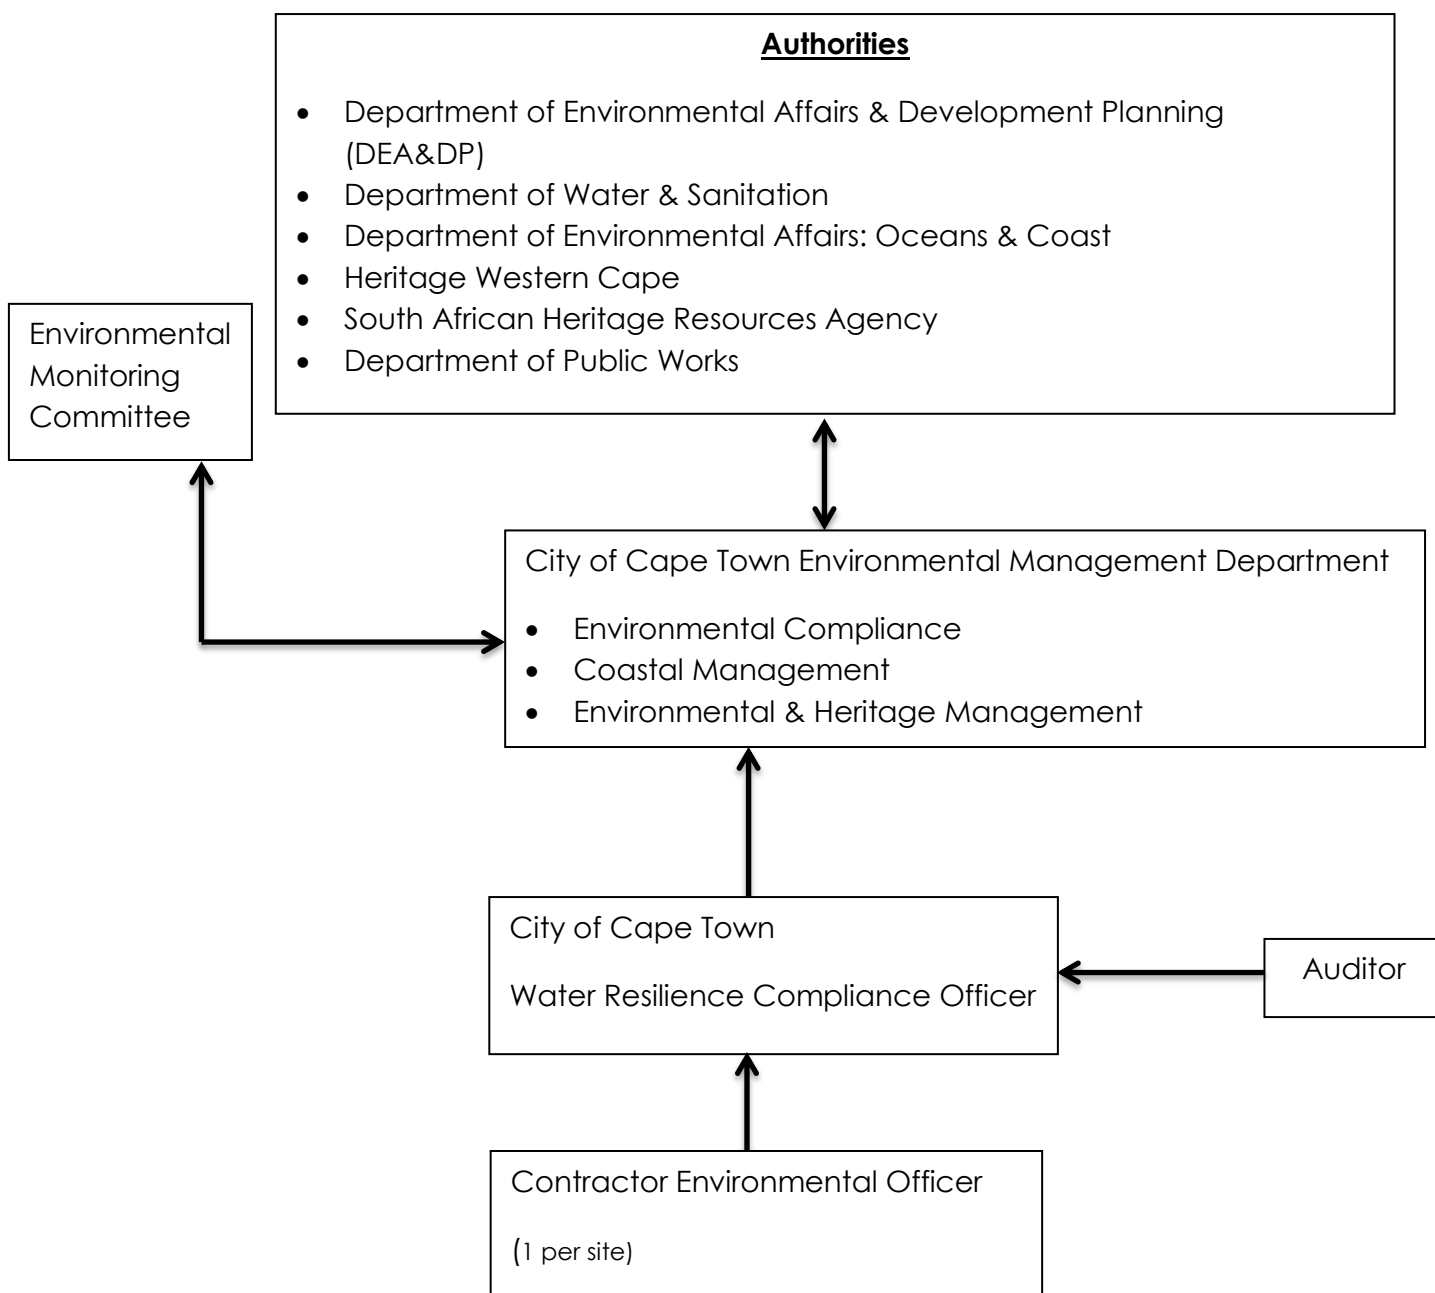 Authorities
• Department of Environmental Affairs & Development Planning
(DEA&DP)
• Department of Water & Sanitation
• Department of Environmental Affairs: Oceans & Coast
• Heritage Western Cape
• South African Heritage Resources Agency
• Department of Public Works
Environmental
Monitoring
Committee
City of Cape Town Environmental Management Department
• Environmental Compliance
• Coastal Management
• Environmental & Heritage Management
City of Cape Town
Water Resilience Compliance Officer
Auditor
Contractor Environmental Officer
(1 per site)